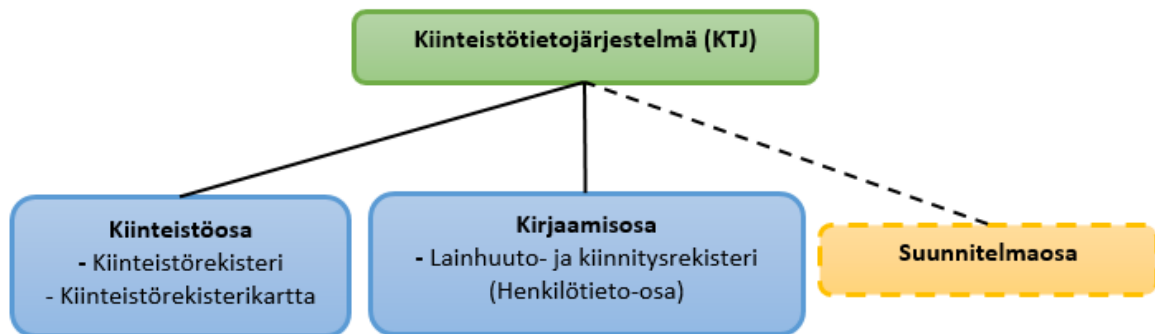 Kiinteistötietojärjestelmä (KTJ)
Kiinteistöosa
- Kiinteistörekisteri
- Kiinteistörekisterikartta
Kirjaamisosa
- Lainhuuto- ja kiinnitysrekisteri
(Henkilötieto-osa)
Suunnitelmaosa